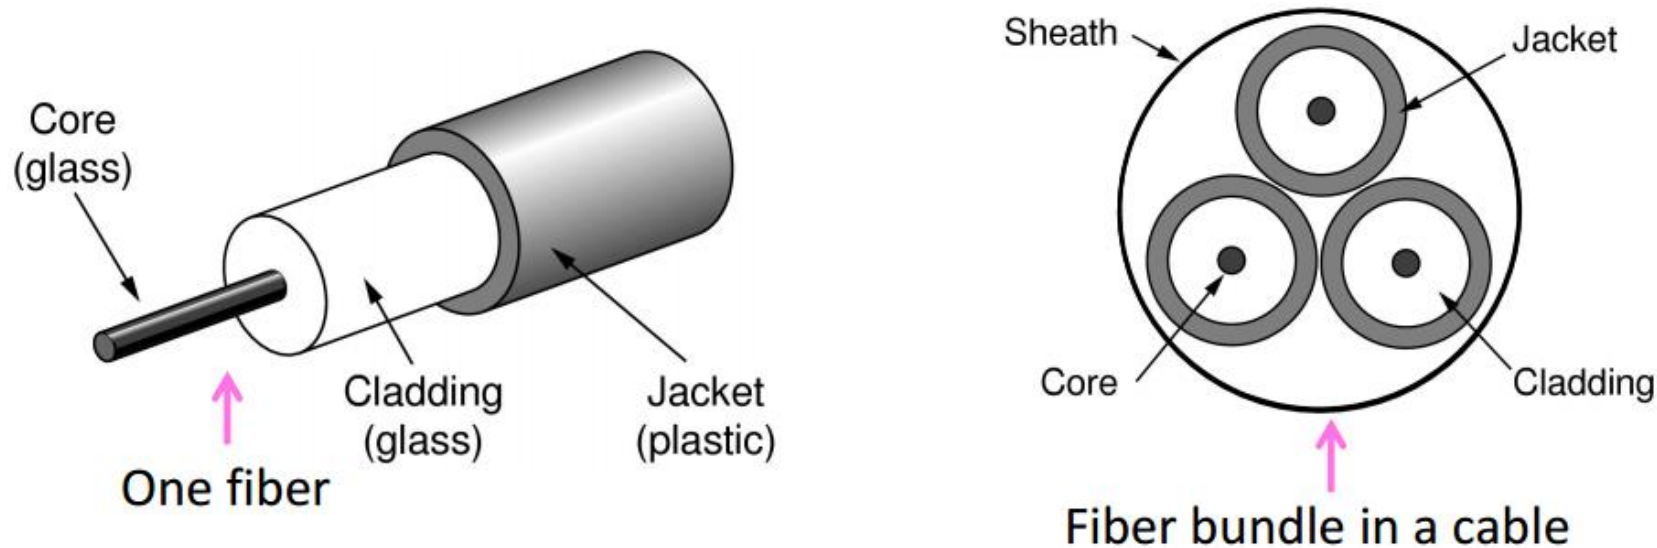 Core
(glass)
Cladding
(glass)
Jacket
(plastic)
One fiber
Sheath
Jacket
Core
Cladding
Fiber bundle in a cable